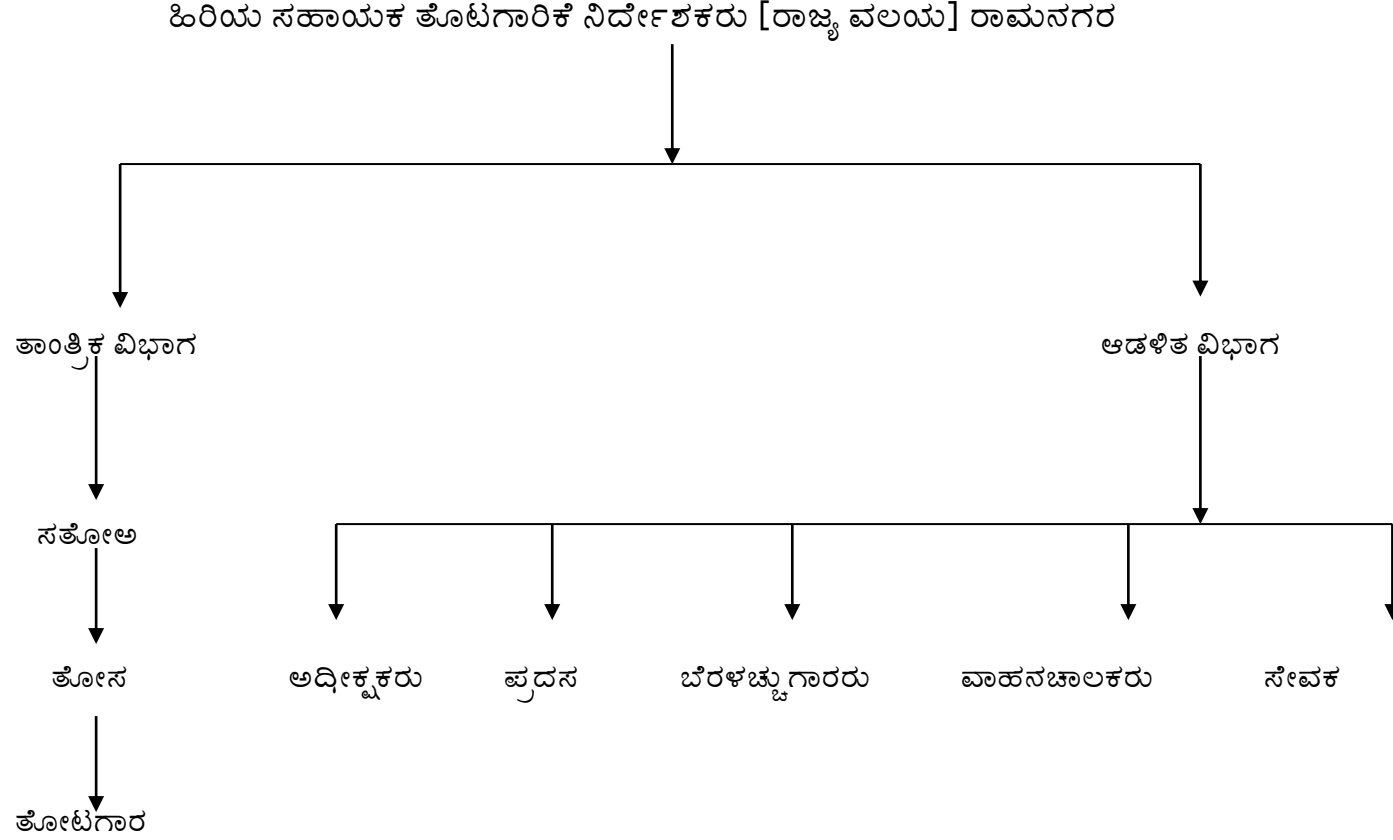 ಹಿರಿಯ ಸಹಾಯಕ ತೊಟಗಾರಿಕೆ ನಿರ್ದೇಶಕರು [ರಾಜ್ಯ ವಲಯ] ರಾಮನಗರ
ತಾಂತ್ರಿಕ ವಿಭಾಗ ಆಡಳಿತ ವಿಭಾಗ
ಸತೋಅ
ತೋಸ ಅಧೀಕ್ಷಕರು ಪ್ರದಸ ಬೆರಳಚ್ಚುಗಾರರು ವಾಹನಚಾಲಕರು ಸೇವಕ
ತೋಟಗಾರ